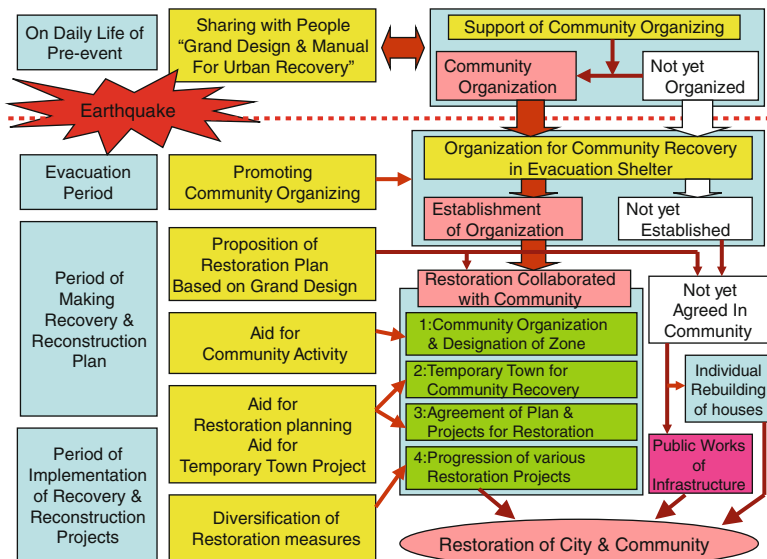 On Daily Life of
Pre-event
Sharing with People
“Grand Design & Manual
For Urban Recovery”
Support of Community Organizing
Community
Organization
Not yet
Organized
Earthquake
Evacuation
Period
Promoting
Community Organizing
Organization for Community Recovery
in Evacuation Shelter
Establishment
of Organization
Not yet
Established
Period of
Making
Recovery &
Reconstruction
Plan
Proposition of
Restoration Plan
Based on Grand Design
Restoration Collaborated
with Community
Not yet
Agreed In
Community
Aid for
Community Activity
1:Community Organization
& Designation of Zone
2:Temporary Town for
Community Recovery
Individual
Rebuilding
of houses
Aid for
Restoration planning
Aid for
Temporary Town Project
3:Agreement of Plan &
Projects for Restoration
Period of
Implementation
of Recovery &
Reconstruction
Projects
4:Progression of various
Restoration Projects
Public Works
of
Infrastructure
Diversification of
Restoration measures
Restoration of City & Community